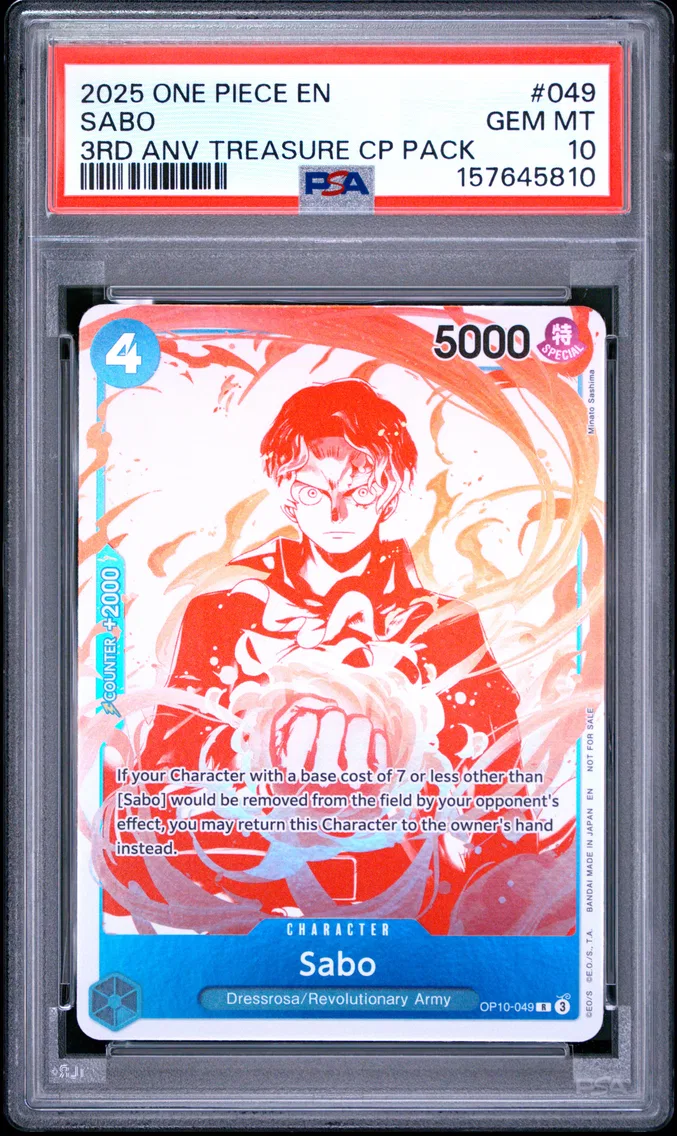 2025 ONE PIECE EN #049
SABO GEM MT
3RD ANV TREASURE CP PACK 10
PSA 157645810
4
5000
特
SPECIAL
Minato Sashima
COUNTER +2000
If your Character with a base cost of 7 or less other than
[Sabo] would be removed from the field by your opponent's
effect, you may return this Character to the owner's hand
instead.
CHARACTER
Sabo
Dressrosa/Revolutionary Army
OP10-049 R 3
©EO/S ©E.O./S., T.A. BANDAI MADE IN JAPAN EN NOT FOR SALE
PSA